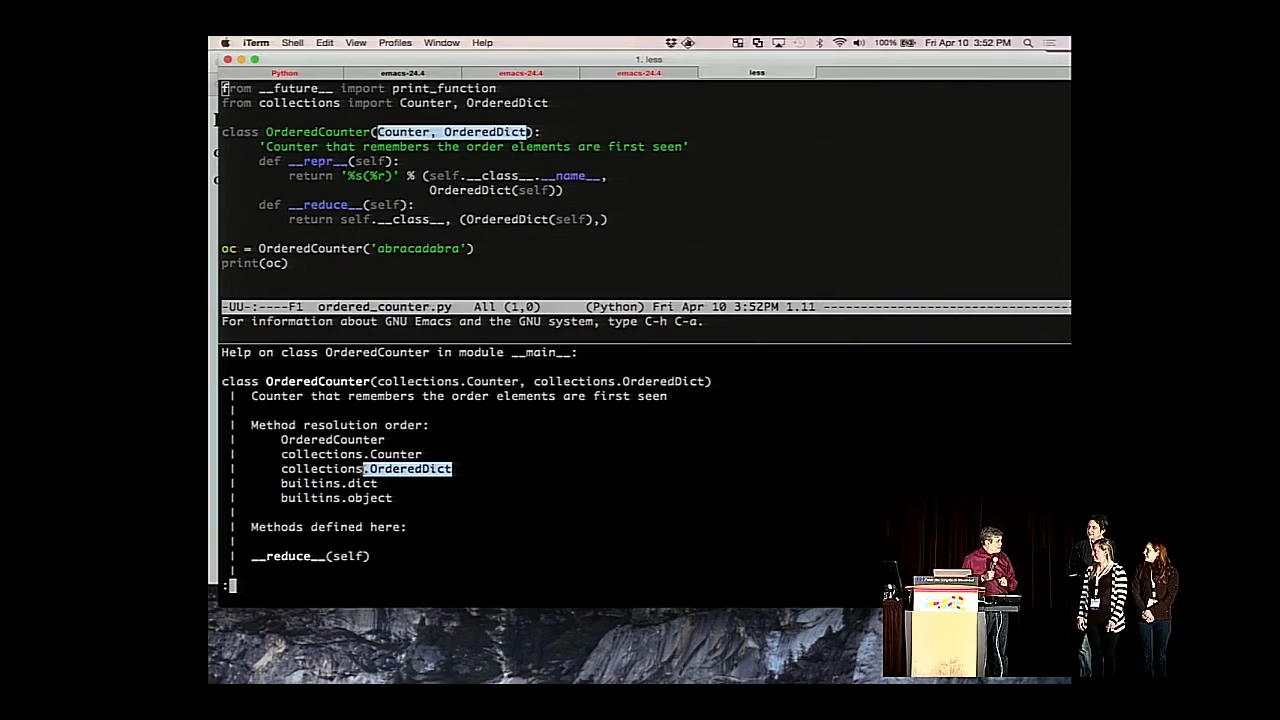 iTerm Shell Edit View Profiles Window Help 100% Fri Apr 10 3:52 PM
1. less
Python emacs-24.4 emacs-24.4 emacs-24.4 less
from __future__ import print_function
from collections import Counter, OrderedDict
class OrderedCounter(Counter, OrderedDict):
'Counter that remembers the order elements are first seen'
def __repr__(self):
return '%s(%r)' % (self.__class__.__name__,
OrderedDict(self))
def __reduce__(self):
return self.__class__, (OrderedDict(self),)
oc = OrderedCounter('abracadabra')
print(oc)
-UU-:----F1 ordered_counter.py All (1,0) (Python) Fri Apr 10 3:52PM 1.11 ---------------------------------
For information about GNU Emacs and the GNU system, type C-h C-a.
Help on class OrderedCounter in module __main__:
class OrderedCounter(collections.Counter, collections.OrderedDict)
| Counter that remembers the order elements are first seen
|
| Method resolution order:
| OrderedCounter
| collections.Counter
| collections.OrderedDict
| builtins.dict
| builtins.object
|
| Methods defined here:
|
| __reduce__(self)
|
: